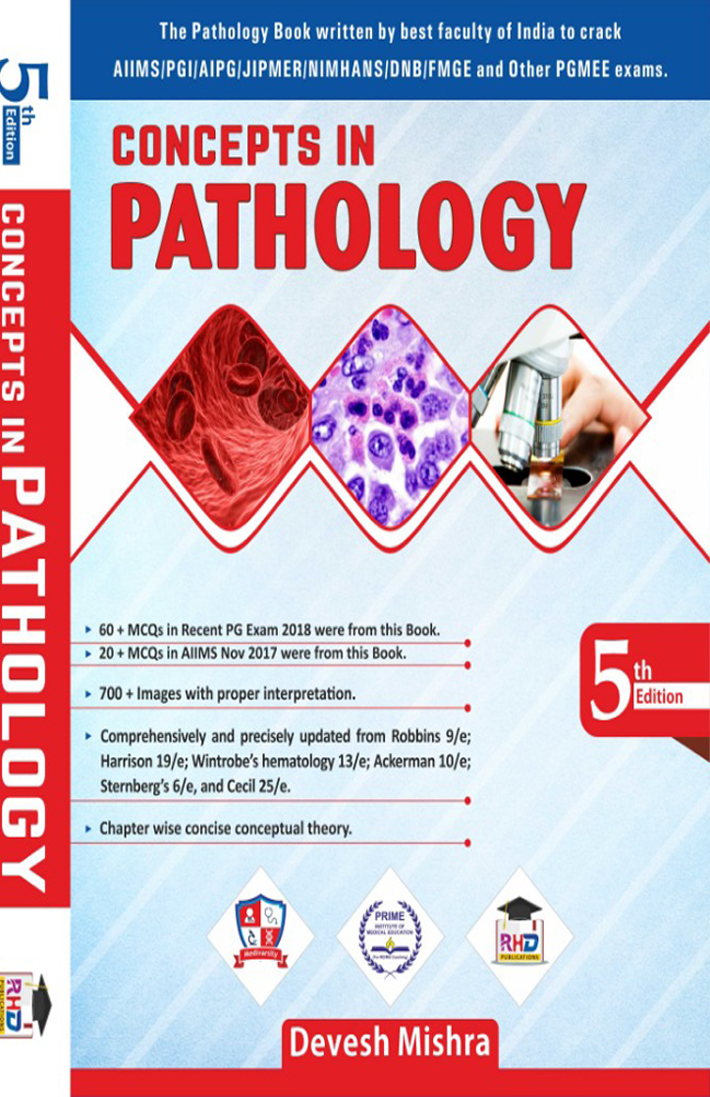 The Pathology Book written by best faculty of India to crack
AIIMS/PGI/AIPG/JIPMER/NIMHANS/DNB/FMGE and Other PGMEE exams.
CONCEPTS IN
PATHOLOGY
60 + MCQs in Recent PG Exam 2018 were from this Book.
20 + MCQs in AIIMS Nov 2017 were from this Book.
700 + Images with proper interpretation.
Comprehensively and precisely updated from Robbins 9/e;
Harrison 19/e; Wintrobe's hematology 13/e; Ackerman 10/e;
Sternberg's 6/e, and Cecil 25/e.
Chapter wise concise conceptual theory.
5th
Edition
Medivarsity
PRIME
INSTITUTE OF
MEDICAL EDUCATION
RHD
PUBLICATIONS
Devesh Mishra
5th
Edition
CONCEPTS IN PATHOLOGY
RHD
PUBLICATIONS